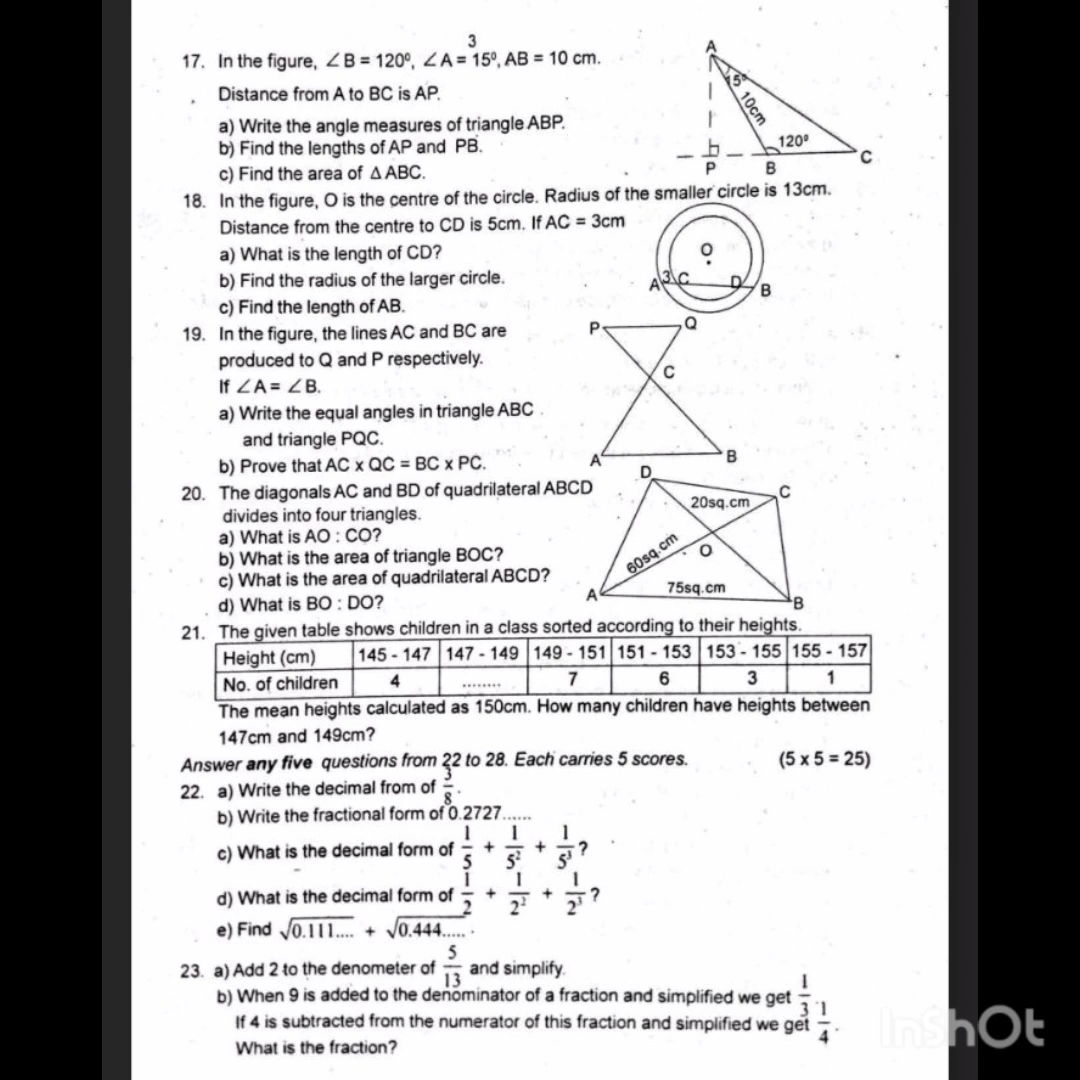 3
17. In the figure, ∠B = 120⁰, ∠A = 15⁰, AB = 10 cm.
Distance from A to BC is AP.
a) Write the angle measures of triangle ABP.
b) Find the lengths of AP and PB.
c) Find the area of Δ ABC.
A
15⁰
10cm
120⁰
P
B
C
18. In the figure, O is the centre of the circle. Radius of the smaller circle is 13cm.
Distance from the centre to CD is 5cm. If AC = 3cm
a) What is the length of CD?
b) Find the radius of the larger circle.
c) Find the length of AB.
O
A 3 C D B
19. In the figure, the lines AC and BC are
produced to Q and P respectively.
If ∠A = ∠B.
a) Write the equal angles in triangle ABC
and triangle PQC.
b) Prove that AC x QC = BC x PC.
P Q
C
A B
20. The diagonals AC and BD of quadrilateral ABCD
divides into four triangles.
a) What is AO : CO?
b) What is the area of triangle BOC?
c) What is the area of quadrilateral ABCD?
d) What is BO : DO?
D
C
20sq.cm
60sq.cm
O
75sq.cm
A
B
21. The given table shows children in a class sorted according to their heights.
Height (cm) 145 - 147 147 - 149 149 - 151 151 - 153 153 - 155 155 - 157
No. of children 4 ........ 7 6 3 1
The mean heights calculated as 150cm. How many children have heights between
147cm and 149cm?
Answer any five questions from 22 to 28. Each carries 5 scores. (5 x 5 = 25)
22. a) Write the decimal from of 3/8.
b) Write the fractional form of 0.2727......
c) What is the decimal form of 1/5 + 1/5² + 1/5³?
d) What is the decimal form of 1/2 + 1/2² + 1/2³?
e) Find √0.111.... + √0.444..... .
23. a) Add 2 to the denometer of 5/13 and simplify.
b) When 9 is added to the denominator of a fraction and simplified we get 1/3.
If 4 is subtracted from the numerator of this fraction and simplified we get 1/4.
What is the fraction?
InShOt